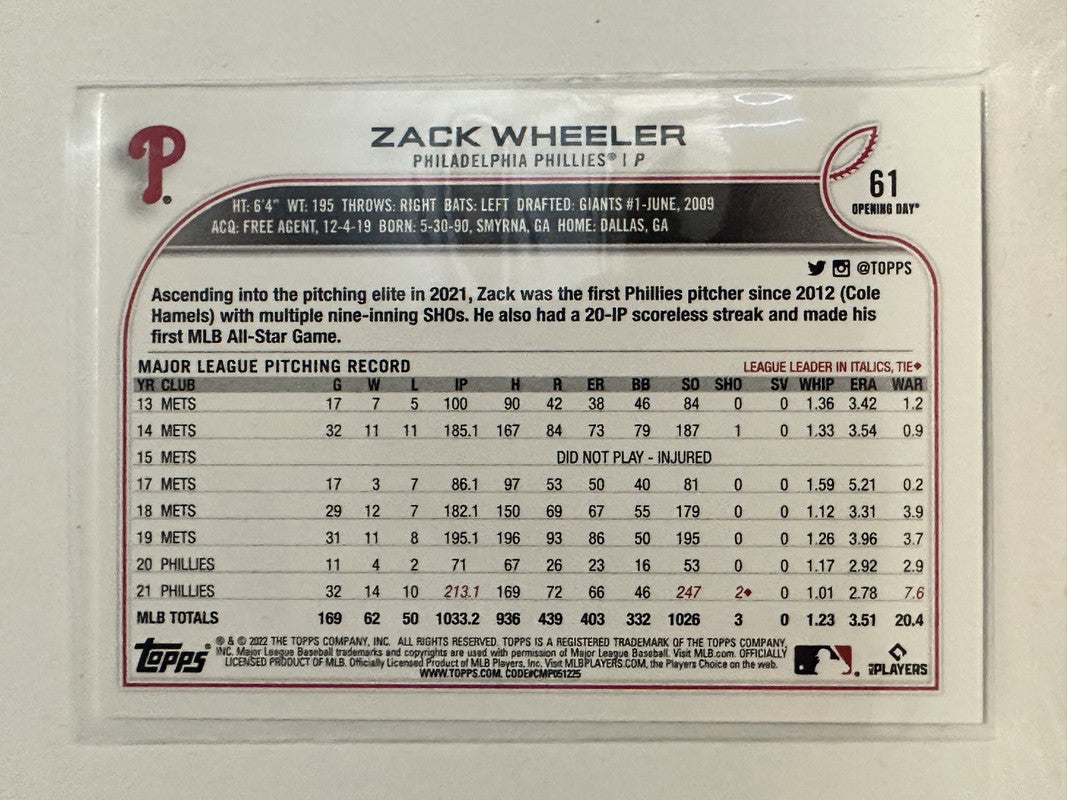 P
ZACK WHEELER
PHILADELPHIA PHILLIES® | P
61
OPENING DAY®
HT: 6'4" WT: 195 THROWS: RIGHT BATS: LEFT DRAFTED: GIANTS #1-JUNE, 2009
ACQ: FREE AGENT, 12-4-19 BORN: 5-30-90, SMYRNA, GA HOME: DALLAS, GA
@TOPPS
Ascending into the pitching elite in 2021, Zack was the first Phillies pitcher since 2012 (Cole
Hamels) with multiple nine-inning SHOs. He also had a 20-IP scoreless streak and made his
first MLB All-Star Game.
MAJOR LEAGUE PITCHING RECORD LEAGUE LEADER IN ITALICS, TIE◆
YR CLUB G W L IP H R ER BB SO SHO SV WHIP ERA WAR
13 METS 17 7 5 100 90 42 38 46 84 0 0 1.36 3.42 1.2
14 METS 32 11 11 185.1 167 84 73 79 187 1 0 1.33 3.54 0.9
15 METS DID NOT PLAY - INJURED
17 METS 17 3 7 86.1 97 53 50 40 81 0 0 1.59 5.21 0.2
18 METS 29 12 7 182.1 150 69 67 55 179 0 0 1.12 3.31 3.9
19 METS 31 11 8 195.1 196 93 86 50 195 0 0 1.26 3.96 3.7
20 PHILLIES 11 4 2 71 67 26 23 16 53 0 0 1.17 2.92 2.9
21 PHILLIES 32 14 10 213.1 169 72 66 46 247 2◆ 0 1.01 2.78 7.6
MLB TOTALS 169 62 50 1033.2 936 439 403 332 1026 3 0 1.23 3.51 20.4
Topps®
® & © 2022 THE TOPPS COMPANY, INC. ALL RIGHTS RESERVED. TOPPS IS A REGISTERED TRADEMARK OF THE TOPPS COMPANY,
INC. Major League Baseball trademarks and copyrights are used with permission of Major League Baseball. Visit MLB.com. OFFICIALLY
LICENSED PRODUCT OF MLB. Officially Licensed Product of MLB Players, Inc. Visit MLBPLAYERS.COM, the Players Choice on the web.
WWW.TOPPS.COM. CODE#CMP051225
PLAYERS